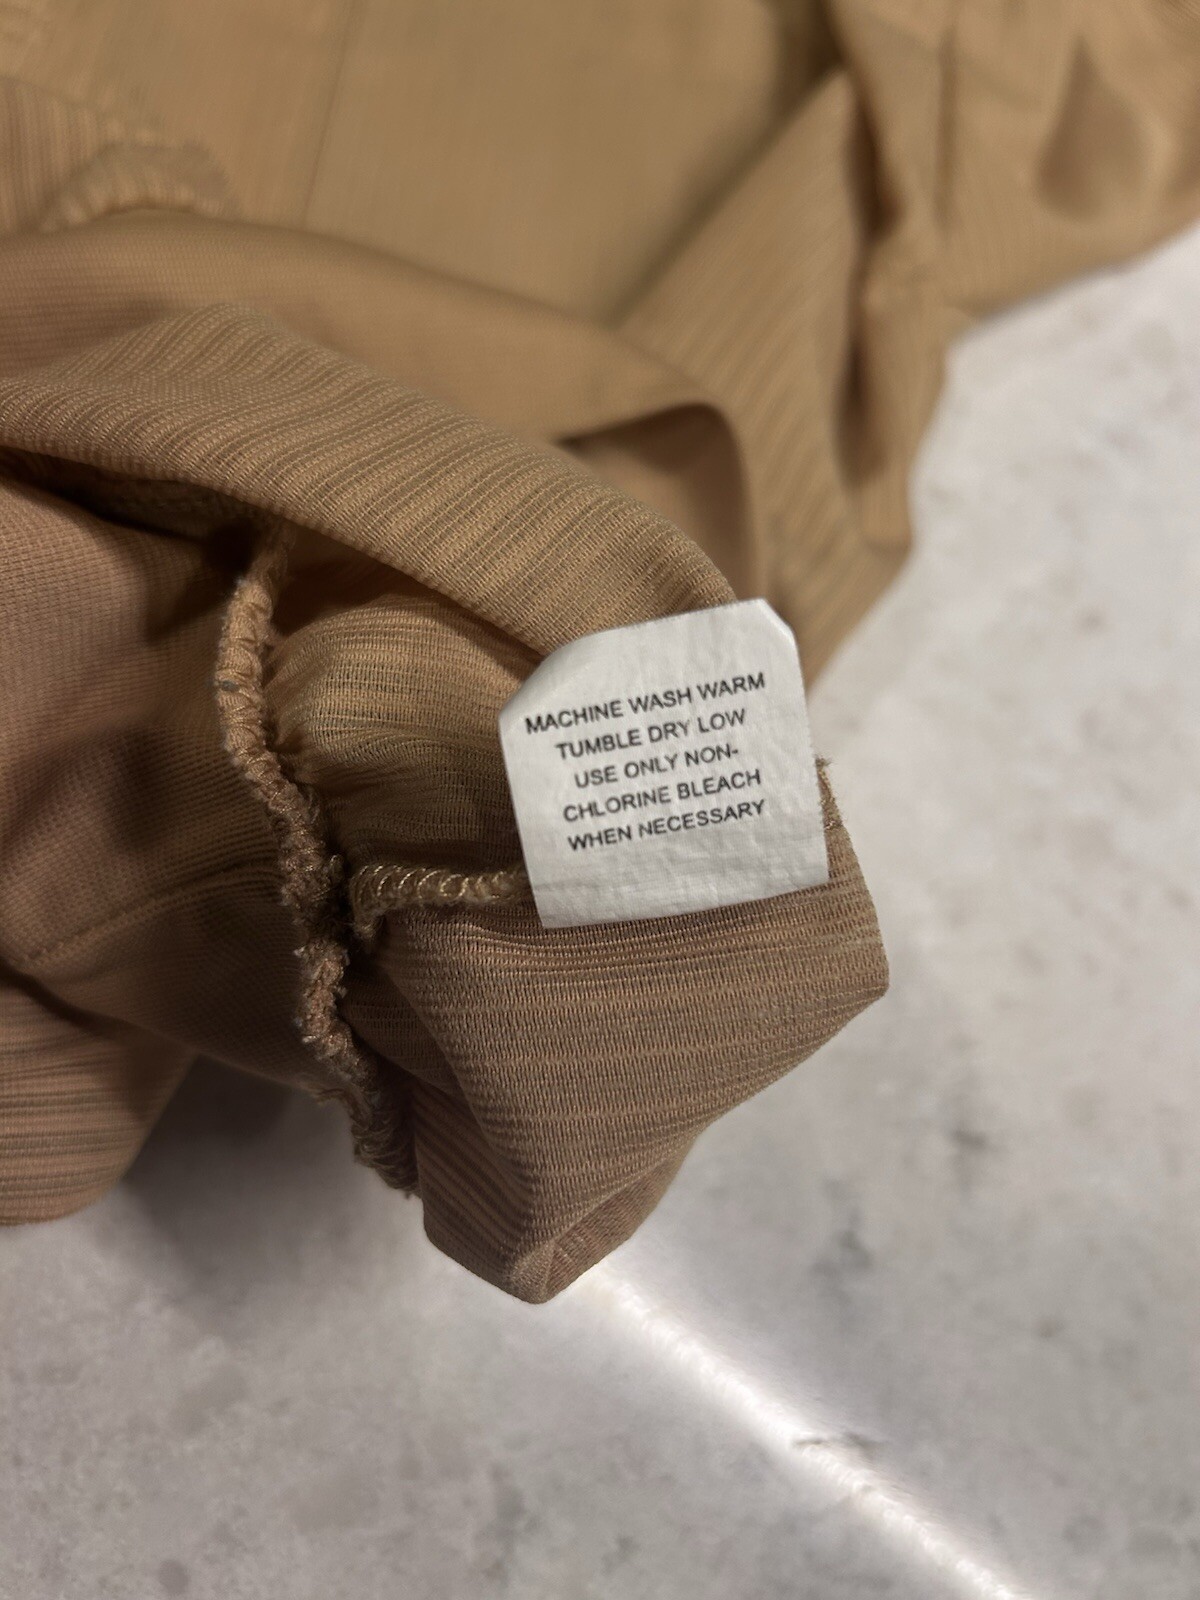 MACHINE WASH WARM
TUMBLE DRY LOW
USE ONLY NON-
CHLORINE BLEACH
WHEN NECESSARY